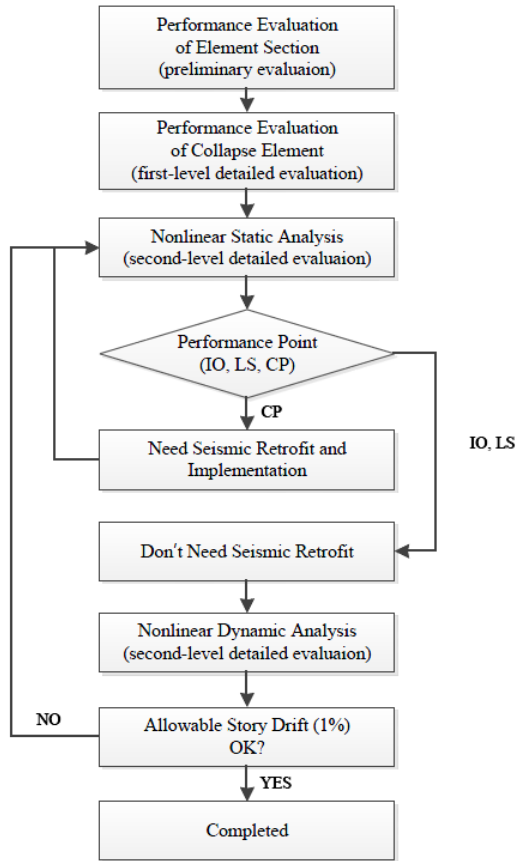 Performance Evaluation
of Element Section
(preliminary evaluaion)
Performance Evaluation
of Collapse Element
(first-level detailed evaluation)
Nonlinear Static Analysis
(second-level detailed evaluaion)
Performance Point
(IO, LS, CP)
CP
IO, LS
Need Seismic Retrofit and
Implementation
Don't Need Seismic Retrofit
Nonlinear Dynamic Analysis
(second-level detailed evaluaion)
NO
Allowable Story Drift (1%)
OK?
YES
Completed